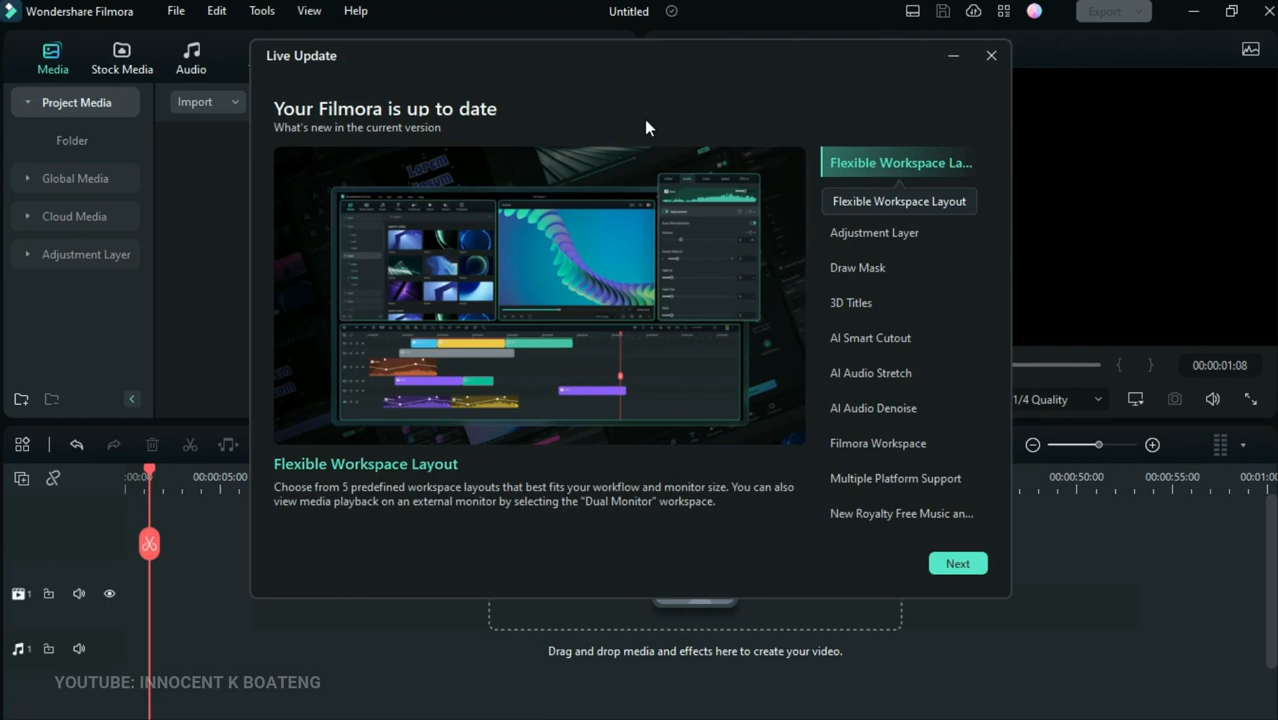 Wondershare Filmora
File
Edit
Tools
View
Help
Untitled
Export
Media
Stock Media
Audio
Project Media
Import
Folder
Global Media
Cloud Media
Adjustment Layer
Live Update
Your Filmora is up to date
What's new in the current version
Lorem
Ipsum
Flexible Workspace La...
Flexible Workspace Layout
Adjustment Layer
Draw Mask
3D Titles
AI Smart Cutout
AI Audio Stretch
AI Audio Denoise
Filmora Workspace
Multiple Platform Support
New Royalty Free Music an...
Flexible Workspace Layout
Choose from 5 predefined workspace layouts that best fits your workflow and monitor size. You can also
view media playback on an external monitor by selecting the "Dual Monitor" workspace.
Next
{ }
00:00:01:08
1/4 Quality
:00:00
00:00:05:00
00:00:50:00
00:00:55:00
00:01:0
1
1
Drag and drop media and effects here to create your video.
YOUTUBE: INNOCENT K BOATENG